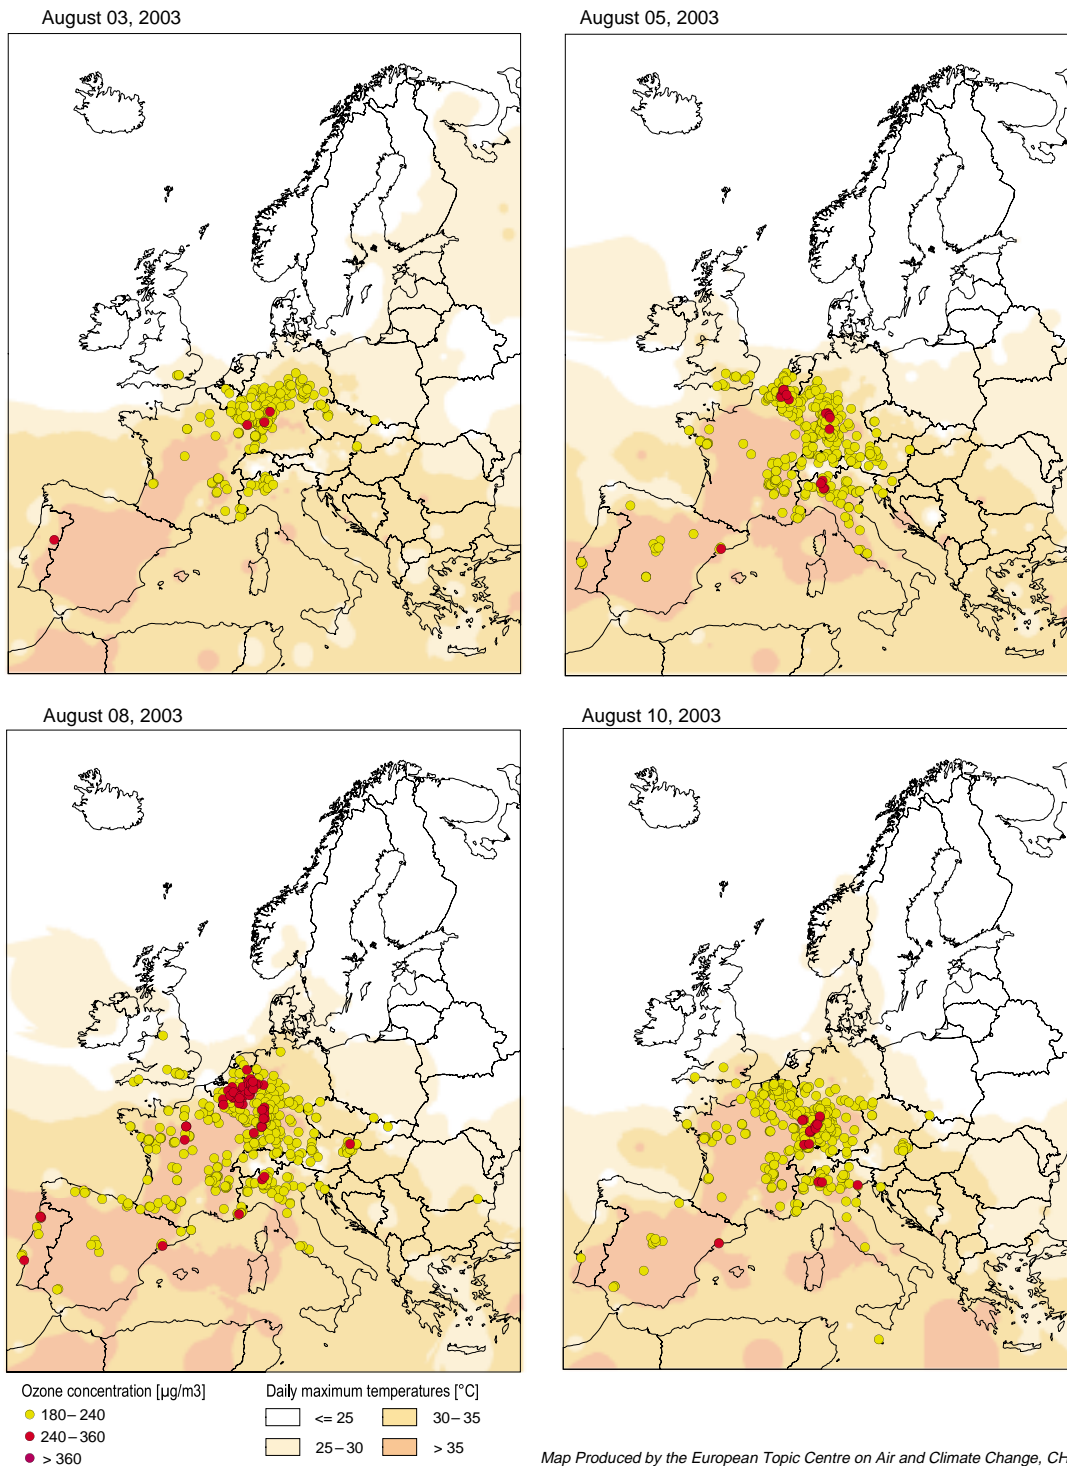 August 03, 2003
August 05, 2003
August 08, 2003
August 10, 2003
Ozone concentration [µg/m3]
180–240
240–360
> 360
Daily maximum temperatures [°C]
<= 25
25–30
30–35
> 35
Map Produced by the European Topic Centre on Air and Climate Change, CH